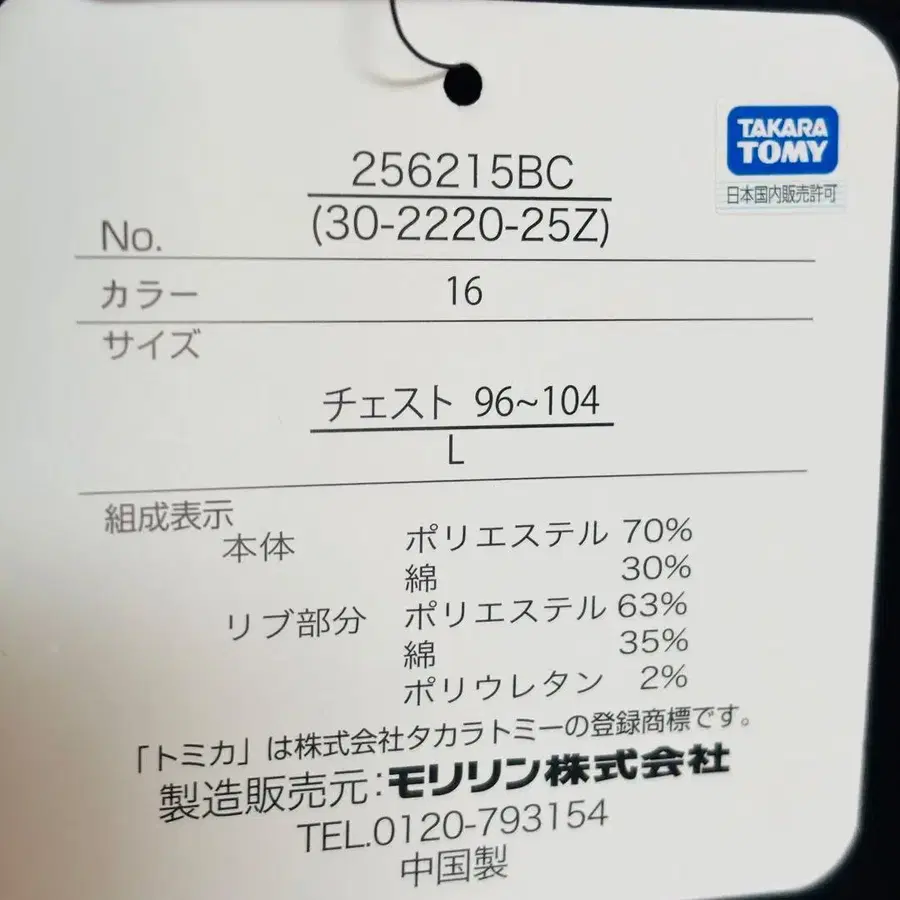 TAKARA
TOMY
日本国内販売許可
256215BC
No. (30-2220-25Z)
カラー 16
サイズ
チェスト 96~104
L
組成表示
本体 ポリエステル 70%
綿 30%
リブ部分 ポリエステル 63%
綿 35%
ポリウレタン 2%
「トミカ」は株式会社タカラトミーの登録商標です。
製造販売元:モリリン株式会社
TEL.0120-793154
中国製